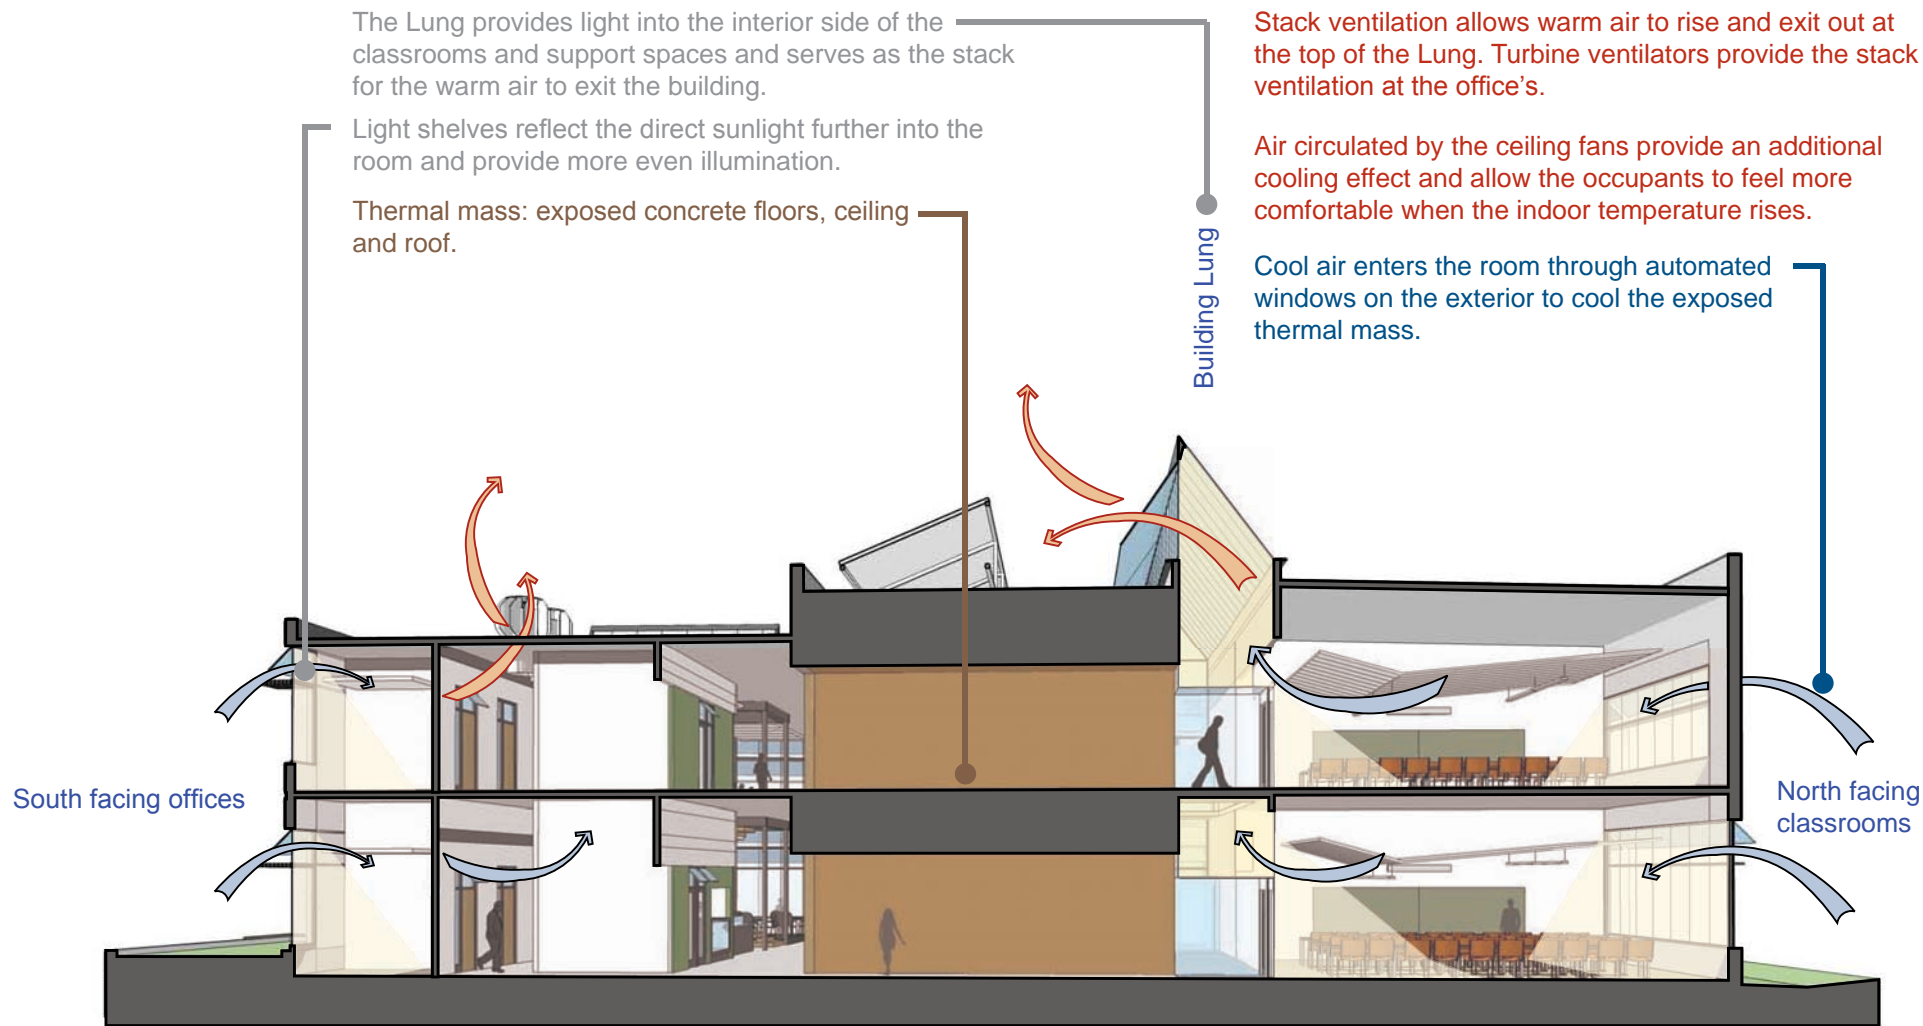 The Lung provides light into the interior side of the
classrooms and support spaces and serves as the stack
for the warm air to exit the building.
Light shelves reflect the direct sunlight further into the
room and provide more even illumination.
Thermal mass: exposed concrete floors, ceiling
and roof.
Building Lung
Stack ventilation allows warm air to rise and exit out at
the top of the Lung. Turbine ventilators provide the stack
ventilation at the office's.
Air circulated by the ceiling fans provide an additional
cooling effect and allow the occupants to feel more
comfortable when the indoor temperature rises.
Cool air enters the room through automated
windows on the exterior to cool the exposed
thermal mass.
South facing offices
North facing
classrooms